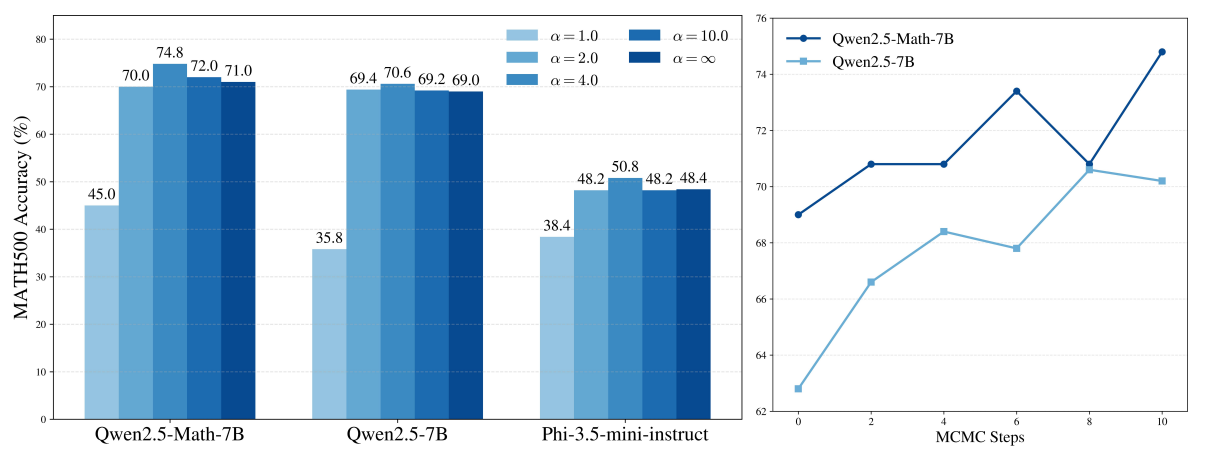 MATH500 Accuracy (%)
80
70
60
50
40
30
20
10
0
α = 1.0
α = 2.0
α = 4.0
α = 10.0
α = ∞
45.0
70.0
74.8
72.0
71.0
35.8
69.4
70.6
69.2
69.0
38.4
48.2
50.8
48.2
48.4
Qwen2.5-Math-7B
Qwen2.5-7B
Phi-3.5-mini-instruct
76
74
72
70
68
66
64
62
Qwen2.5-Math-7B
Qwen2.5-7B
0 2 4 6 8 10
MCMC Steps